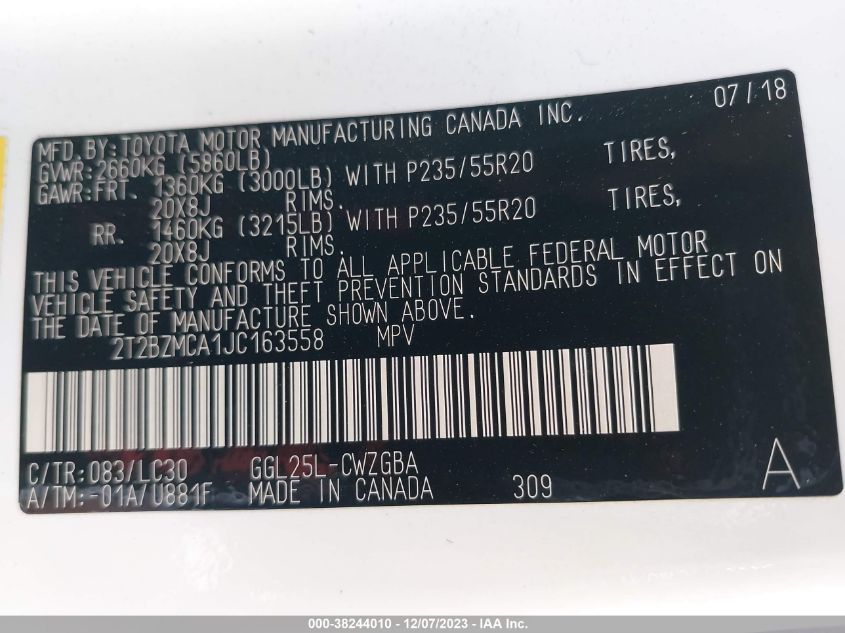 07/18
MFD.BY:TOYOTA MOTOR MANUFACTURING CANADA INC.
GVWR:2660KG (5860LB)
GAWR:FRT. 1360KG (3000LB) WITH P235/55R20 TIRES,
20X8J RIMS.
RR. 1460KG (3215LB) WITH P235/55R20 TIRES,
20X8J RIMS.
THIS VEHICLE CONFORMS TO ALL APPLICABLE FEDERAL MOTOR
VEHICLE SAFETY AND THEFT PREVENTION STANDARDS IN EFFECT ON
THE DATE OF MANUFACTURE SHOWN ABOVE.
2T2BZMCA1JC163558 MPV
C/TR:083/LC30 GGL25L-CWZGBA
A/TM:-01A/U881F MADE IN CANADA 309 A
000-38244010 - 12/07/2023 - IAA Inc.